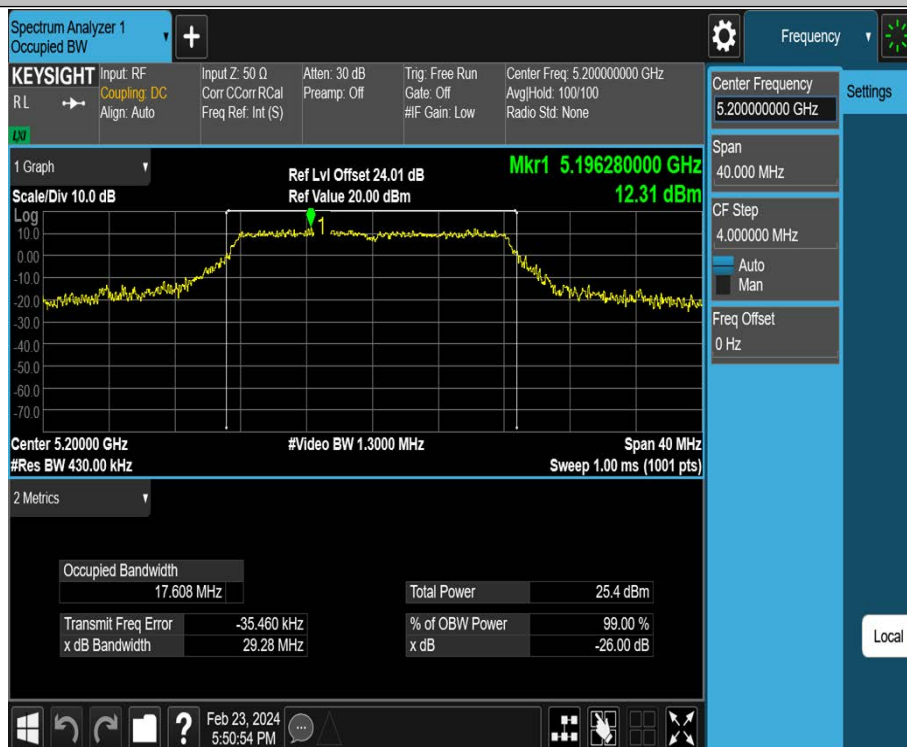 Spectrum Analyzer 1
Occupied BW
+
Frequency
KEYSIGHT
RL
LXI
Input: RF
Coupling: DC
Align: Auto
Input Z: 50 Ω
Corr CCorr RCal
Freq Ref: Int (S)
Atten: 30 dB
Preamp: Off
Trig: Free Run
Gate: Off
#IF Gain: Low
Center Freq: 5.200000000 GHz
Avg|Hold: 100/100
Radio Std: None
Center Frequency
5.200000000 GHz
Settings
Span
40.000 MHz
CF Step
4.000000 MHz
Auto
Man
Freq Offset
0 Hz
Local
1 Graph
Scale/Div 10.0 dB
Ref Lvl Offset 24.01 dB
Ref Value 20.00 dBm
Mkr1 5.196280000 GHz
12.31 dBm
Log
10.0
0.00
-10.0
-20.0
-30.0
-40.0
-50.0
-60.0
-70.0
1
Center 5.20000 GHz
#Video BW 1.3000 MHz
Span 40 MHz
#Res BW 430.00 kHz
Sweep 1.00 ms (1001 pts)
2 Metrics
Occupied Bandwidth
17.608 MHz
Total Power 25.4 dBm
Transmit Freq Error -35.460 kHz
% of OBW Power 99.00 %
x dB Bandwidth 29.28 MHz
x dB -26.00 dB
?
Feb 23, 2024
5:50:54 PM